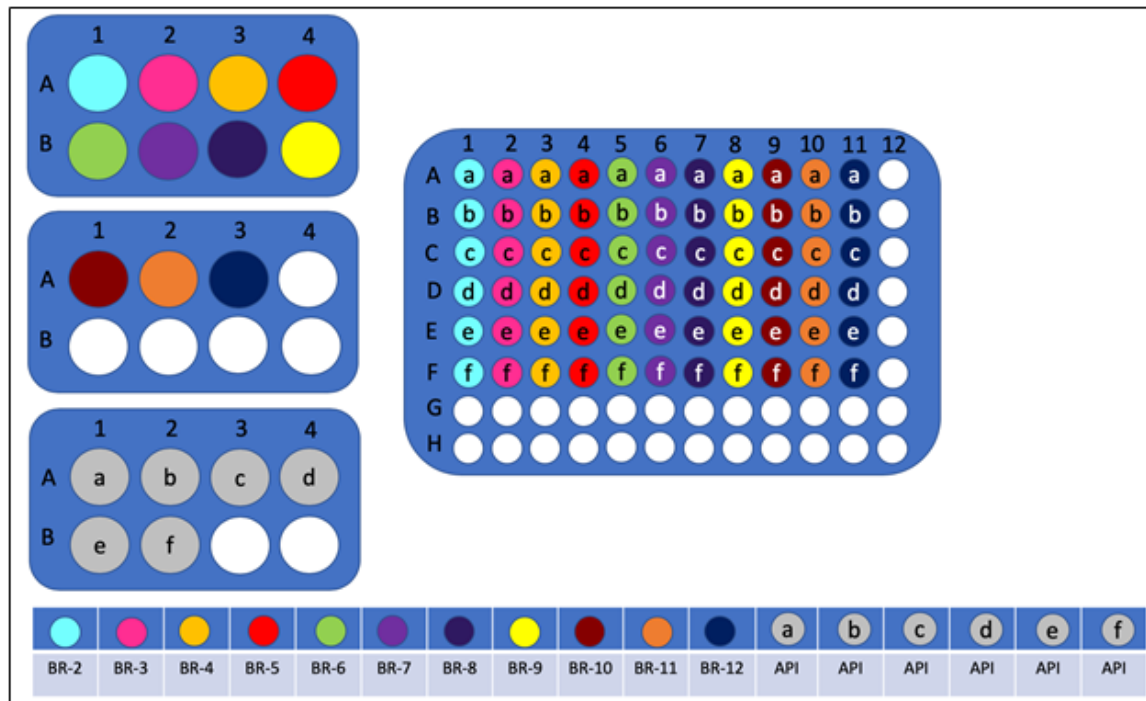 1 2 3 4
A
B
1 2 3 4
A
B
1 2 3 4
A a b c d
B e f
1 2 3 4 5 6 7 8 9 10 11 12
A a a a a a a a a a a a
B b b b b b b b b b b b
C c c c c c c c c c c c
D d d d d d d d d d d d
E e e e e e e e e e e e
F f f f f f f f f f f f
G
H
a b c d e f
BR-2 BR-3 BR-4 BR-5 BR-6 BR-7 BR-8 BR-9 BR-10 BR-11 BR-12 API API API API API API